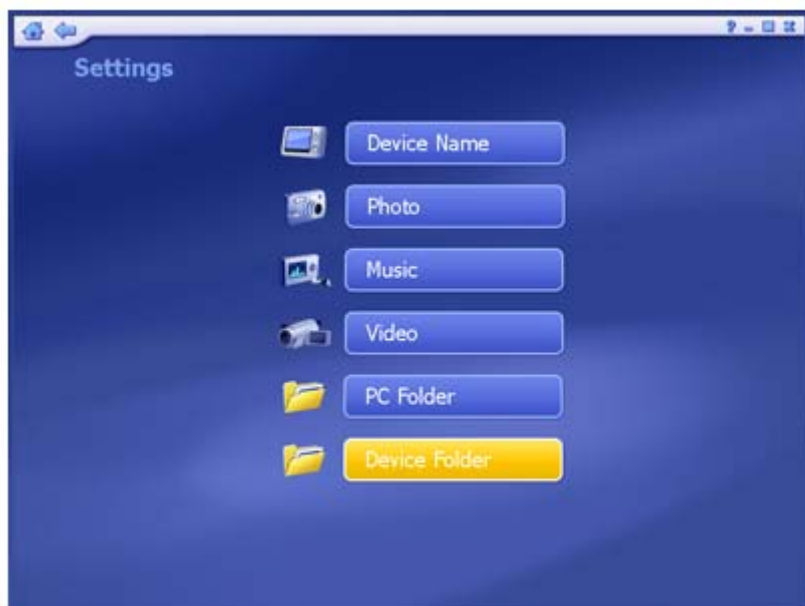 ?
Settings
Device Name
Photo
Music
Video
PC Folder
Device Folder